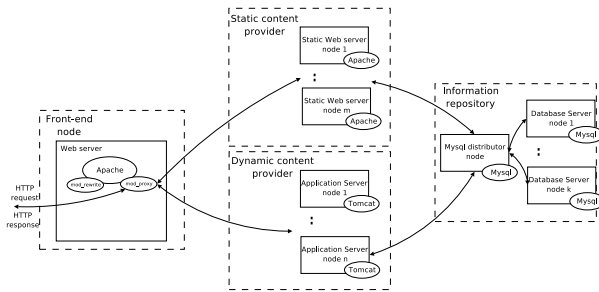 Front-end
node
Web server
Apache
mod_rewrite
mod_proxy
HTTP
request
HTTP
response
Static content
provider
Static Web server
node 1
Apache
:
Static Web server
node m
Apache
Dynamic content
provider
Application Server
node 1
Tomcat
:
Application Server
node n
Tomcat
Information
repository
Mysql distributor
node
Mysql
Database Server
node 1
Mysql
:
Database Server
node k
Mysql